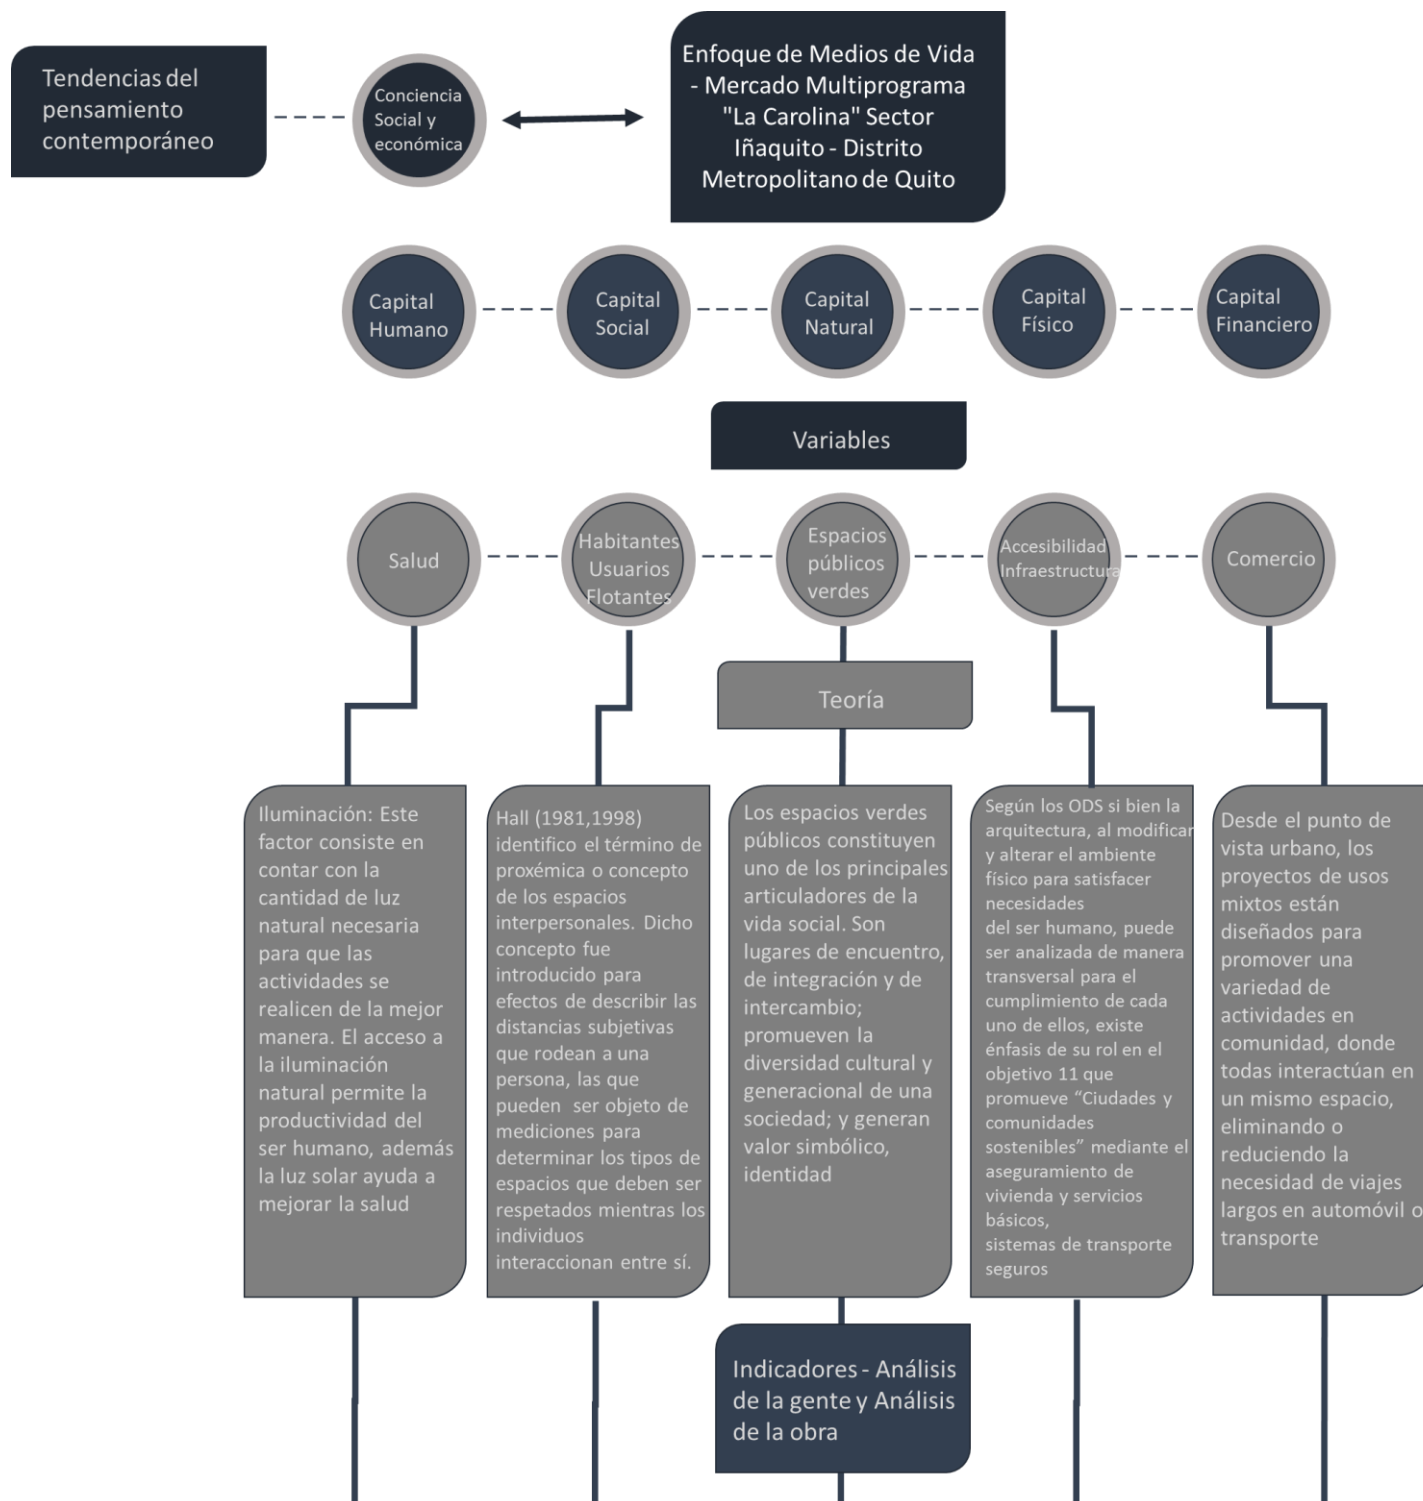 Tendencias del
pensamiento
contemporáneo
Conciencia
Social y
económica
Enfoque de Medios de Vida
- Mercado Multiprograma
"La Carolina" Sector
Iñaquito - Distrito
Metropolitano de Quito
Capital
Humano
Capital
Social
Capital
Natural
Capital
Físico
Capital
Financiero
Variables
Salud
Habitantes
Usuarios
Flotantes
Espacios
públicos
verdes
Accesibilidad
Infraestructura
Comercio
Teoría
Iluminación: Este
factor consiste en
contar con la
cantidad de luz
natural necesaria
para que las
actividades se
realicen de la mejor
manera. El acceso a
la iluminación
natural permite la
productividad del
ser humano, además
la luz solar ayuda a
mejorar la salud
Hall (1981,1998)
identifico el término de
proxémica o concepto
de los espacios
interpersonales. Dicho
concepto fue
introducido para
efectos de describir las
distancias subjetivas
que rodean a una
persona, las que
pueden ser objeto de
mediciones para
determinar los tipos de
espacios que deben ser
respetados mientras los
individuos
interaccionan entre sí.
Los espacios verdes
públicos constituyen
uno de los principales
articuladores de la
vida social. Son
lugares de encuentro,
de integración y de
intercambio;
promueven la
diversidad cultural y
generacional de una
sociedad; y generan
valor simbólico,
identidad
Según los ODS si bien la
arquitectura, al modificar
y alterar el ambiente
físico para satisfacer
necesidades
del ser humano, puede
ser analizada de manera
transversal para el
cumplimiento de cada
uno de ellos, existe
énfasis de su rol en el
objetivo 11 que
promueve “Ciudades y
comunidades
sostenibles” mediante el
aseguramiento de
vivienda y servicios
básicos,
sistemas de transporte
seguros
Desde el punto de
vista urbano, los
proyectos de usos
mixtos están
diseñados para
promover una
variedad de
actividades en
comunidad, donde
todas interactúan en
un mismo espacio,
eliminando o
reduciendo la
necesidad de viajes
largos en automóvil o
transporte
Indicadores - Análisis
de la gente y Análisis
de la obra